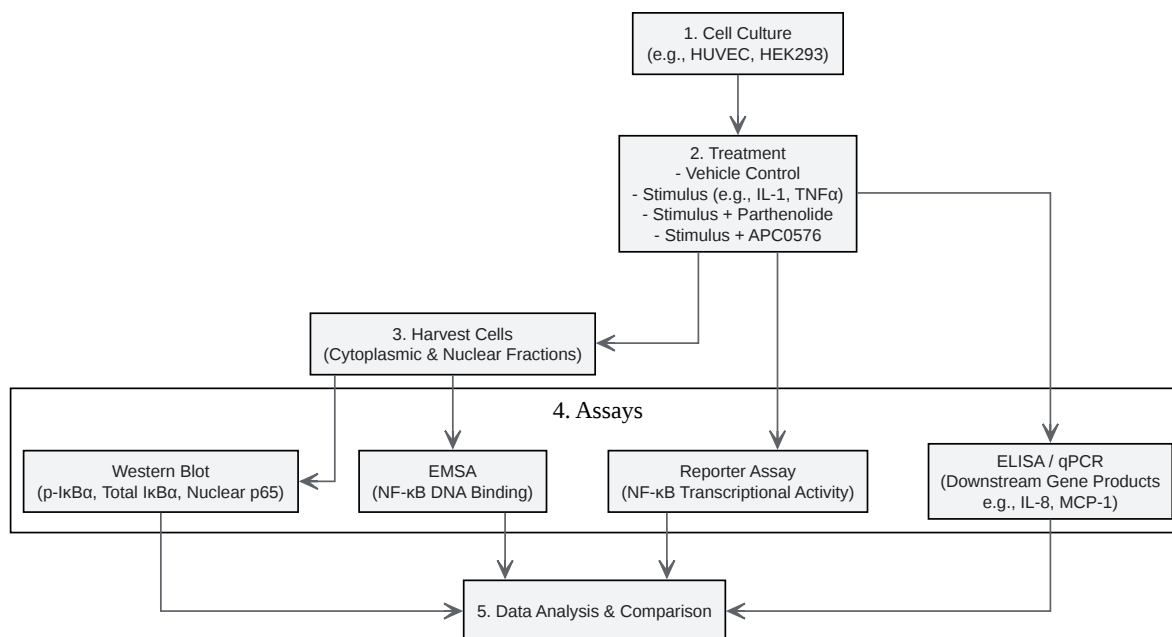 1. Cell Culture
(e.g., HUVEC, HEK293)
2. Treatment
- Vehicle Control
- Stimulus (e.g., IL-1, TNFα)
- Stimulus + Parthenolide
- Stimulus + APC0576
3. Harvest Cells
(Cytoplasmic & Nuclear Fractions)
4. Assays
Western Blot
(p-IκBα, Total IκBα, Nuclear p65)
EMSA
(NF-κB DNA Binding)
Reporter Assay
(NF-κB Transcriptional Activity)
ELISA / qPCR
(Downstream Gene Products
e.g., IL-8, MCP-1)
5. Data Analysis & Comparison